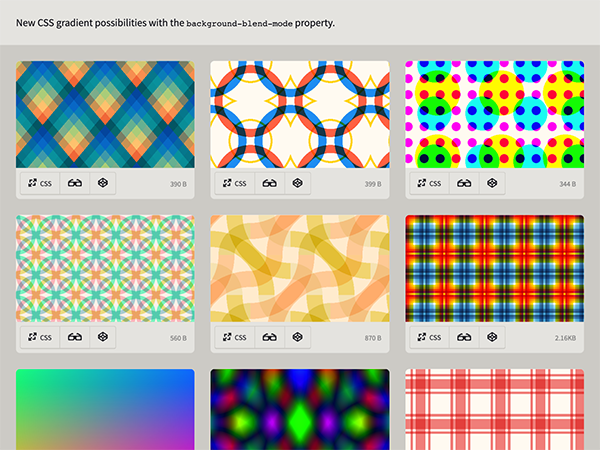 New CSS gradient possibilities with the background-blend-mode property.
CSS 390 B
CSS 399 B
CSS 344 B
CSS 560 B
CSS 870 B
CSS 2.16KB